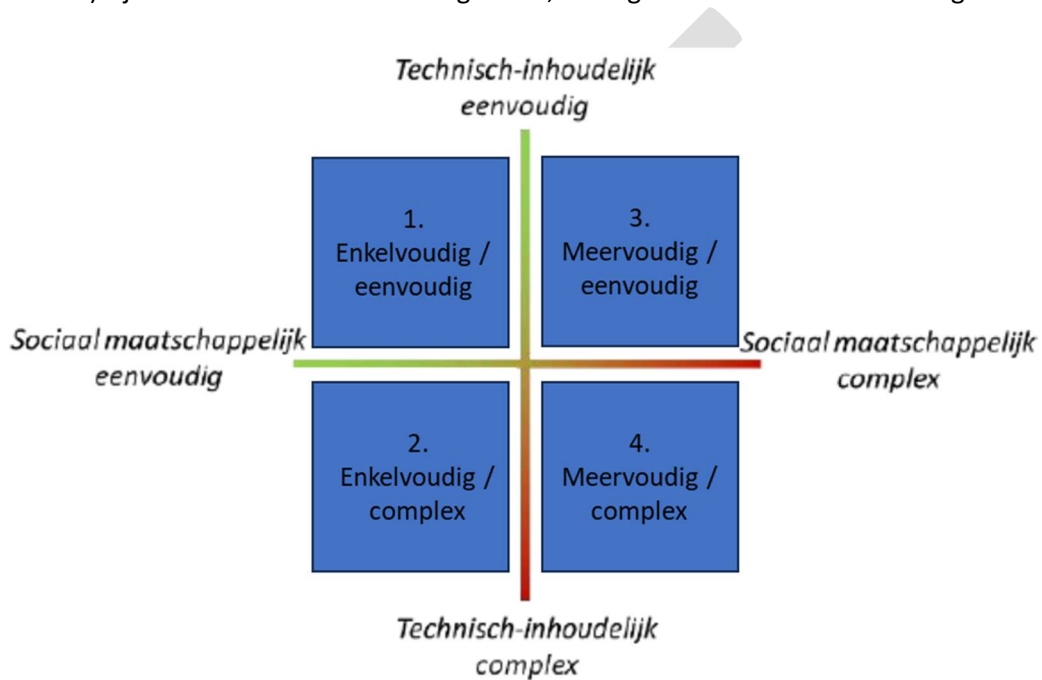 Technisch-inhoudelijk
eenvoudig
1.
Enkelvoudig /
eenvoudig
3.
Meervoudig /
eenvoudig
Sociaal maatschappelijk
eenvoudig
Sociaal maatschappelijk
complex
2.
Enkelvoudig /
complex
4.
Meervoudig /
complex
Technisch-inhoudelijk
complex